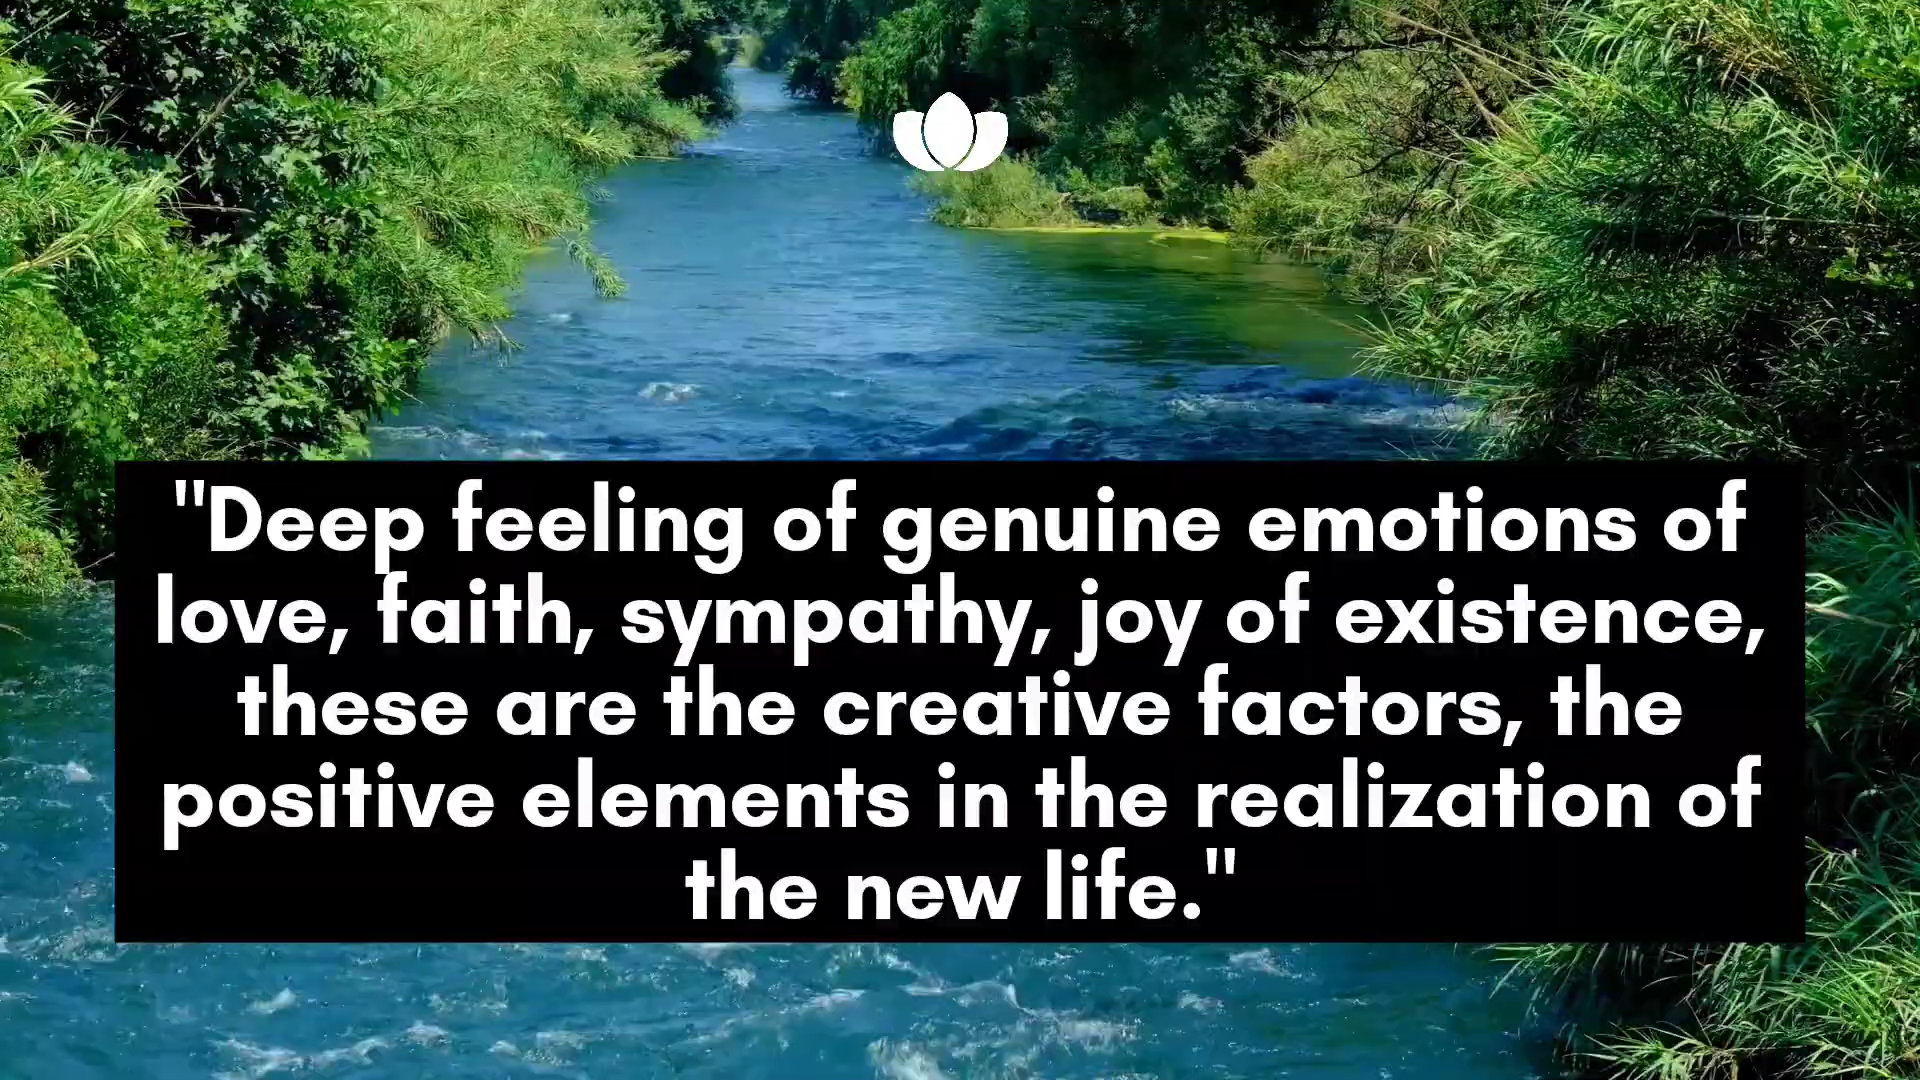 "Deep feeling of genuine emotions of
love, faith, sympathy, joy of existence,
these are the creative factors, the
positive elements in the realization of
the new life."